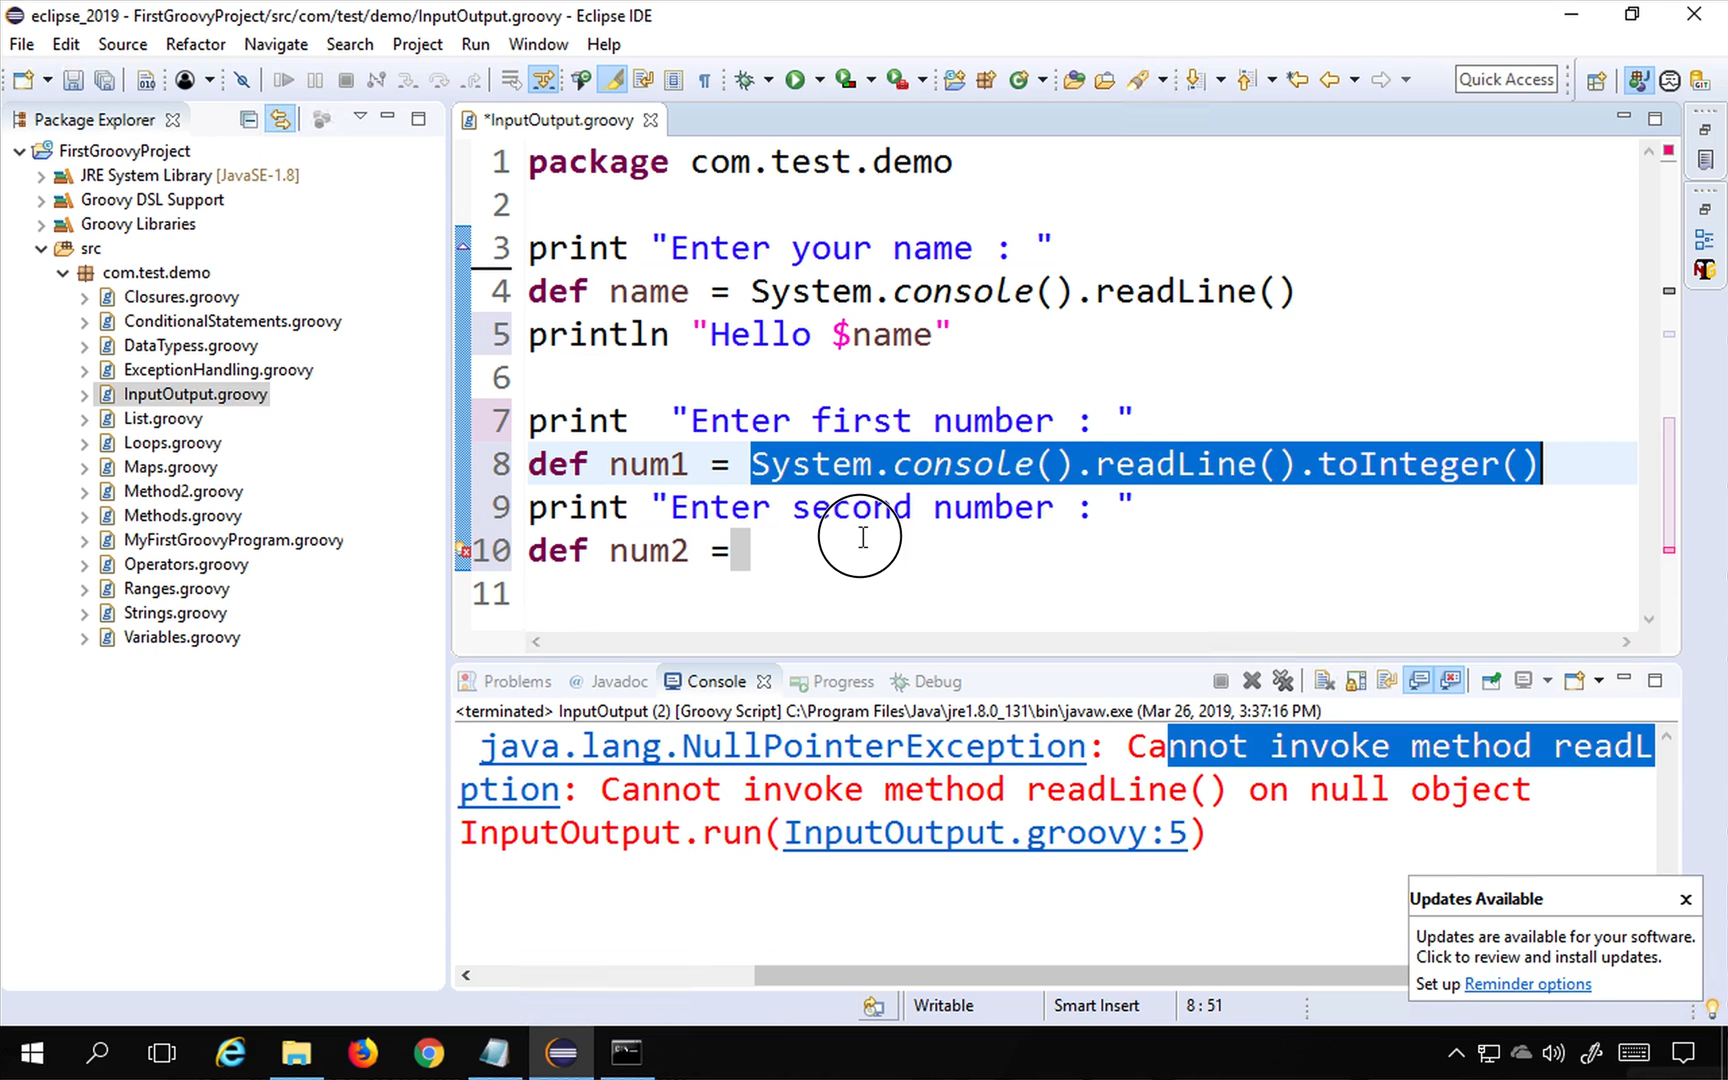 eclipse_2019 - FirstGroovyProject/src/com/test/demo/InputOutput.groovy - Eclipse IDE
File Edit Source Refactor Navigate Search Project Run Window Help
Quick Access
Package Explorer
FirstGroovyProject
JRE System Library [JavaSE-1.8]
Groovy DSL Support
Groovy Libraries
src
com.test.demo
Closures.groovy
ConditionalStatements.groovy
DataTypess.groovy
ExceptionHandling.groovy
InputOutput.groovy
List.groovy
Loops.groovy
Maps.groovy
Method2.groovy
Methods.groovy
MyFirstGroovyProgram.groovy
Operators.groovy
Ranges.groovy
Strings.groovy
Variables.groovy
*InputOutput.groovy
1 package com.test.demo
2
3 print "Enter your name : "
4 def name = System.console().readLine()
5 println "Hello $name"
6
7 print  "Enter first number : "
8 def num1 = System.console().readLine().toInteger()
9 print "Enter second number : "
10 def num2 =
11
Problems @ Javadoc Console Progress Debug
<terminated> InputOutput (2) [Groovy Script] C:\Program Files\Java\jre1.8.0_131\bin\javaw.exe (Mar 26, 2019, 3:37:16 PM)
java.lang.NullPointerException: Cannot invoke method readL
ption: Cannot invoke method readLine() on null object
InputOutput.run(InputOutput.groovy:5)
Updates Available
Updates are available for your software.
Click to review and install updates.
Set up Reminder options
Writable Smart Insert 8 : 51